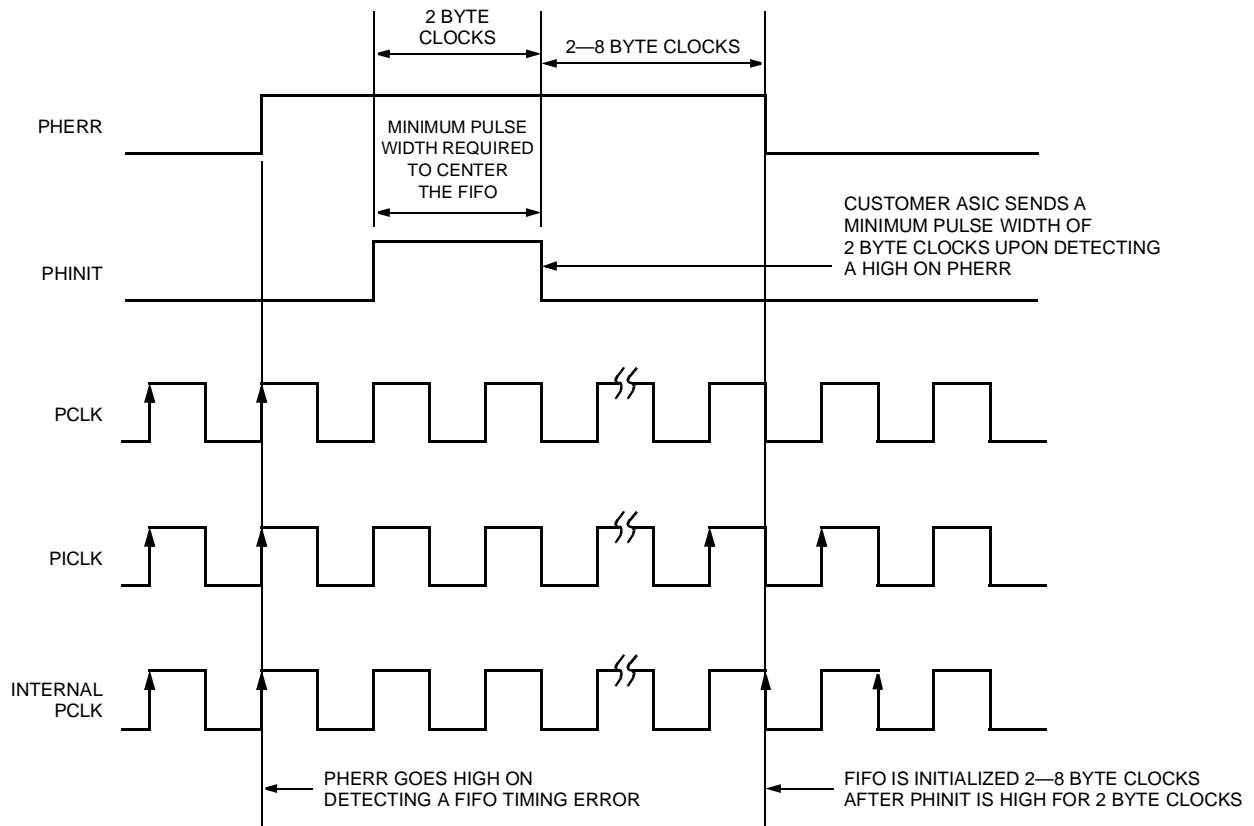 2 BYTE
CLOCKS
2—8 BYTE CLOCKS
PHERR
MINIMUM PULSE
WIDTH REQUIRED
TO CENTER
THE FIFO
CUSTOMER ASIC SENDS A
MINIMUM PULSE WIDTH OF
2 BYTE CLOCKS UPON DETECTING
A HIGH ON PHERR
PHINIT
PCLK
PICLK
INTERNAL
PCLK
PHERR GOES HIGH ON
DETECTING A FIFO TIMING ERROR
FIFO IS INITIALIZED 2—8 BYTE CLOCKS
AFTER PHINIT IS HIGH FOR 2 BYTE CLOCKS